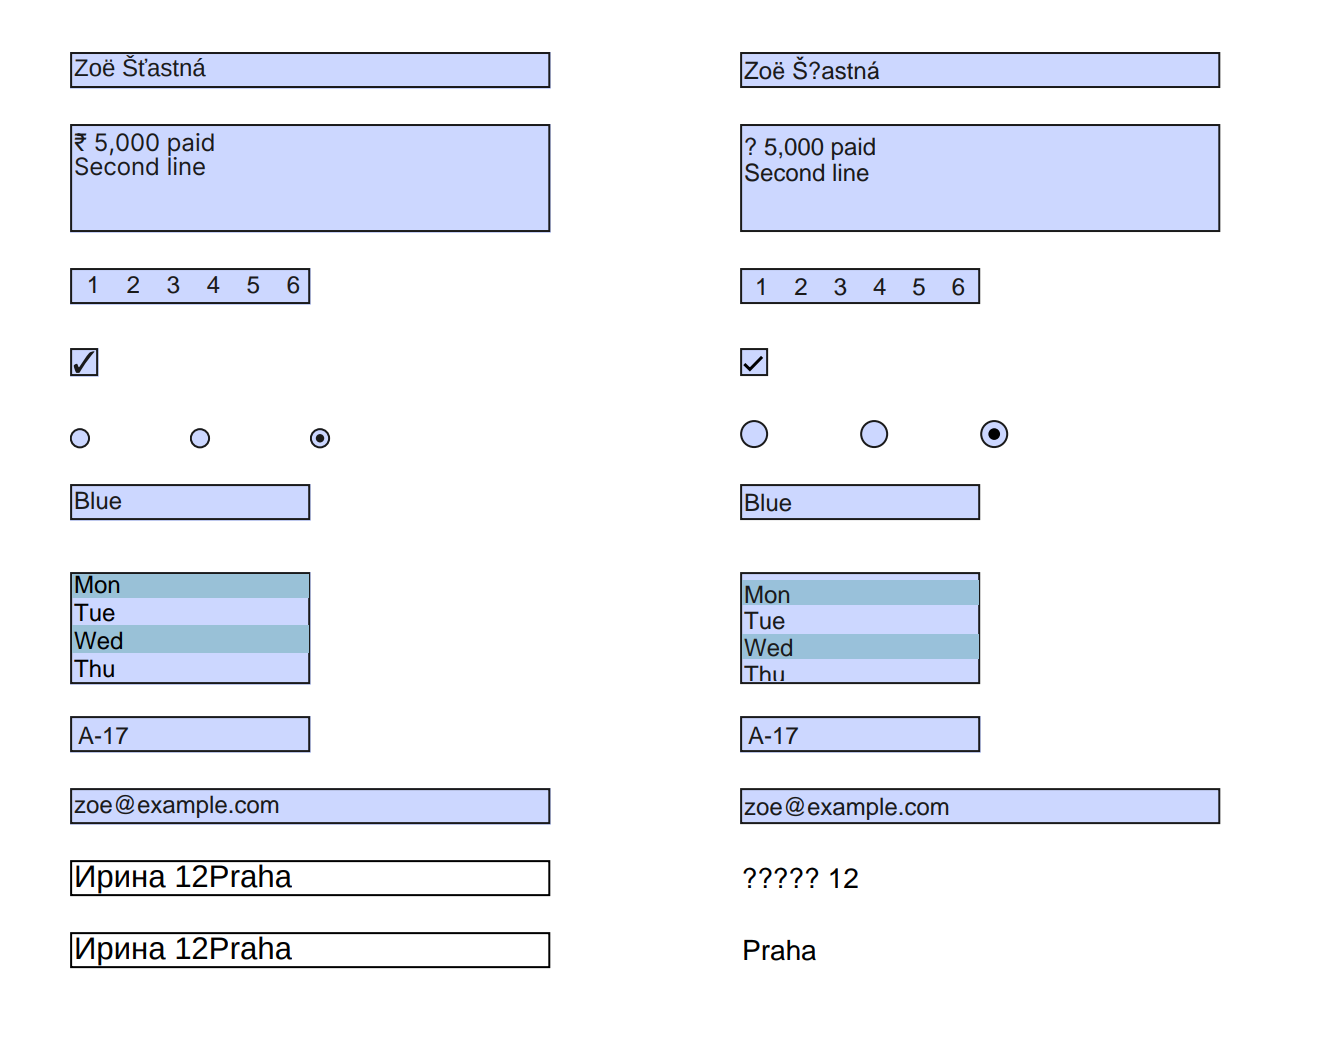 Zoë Šťastná
₹ 5,000 paid
Second line
1 2 3 4 5 6
Blue
Mon
Tue
Wed
Thu
A-17
zoe@example.com
Ирина 12Praha
Ирина 12Praha
Zoë Š?astná
? 5,000 paid
Second line
1 2 3 4 5 6
Blue
Mon
Tue
Wed
Thu
A-17
zoe@example.com
????? 12
Praha